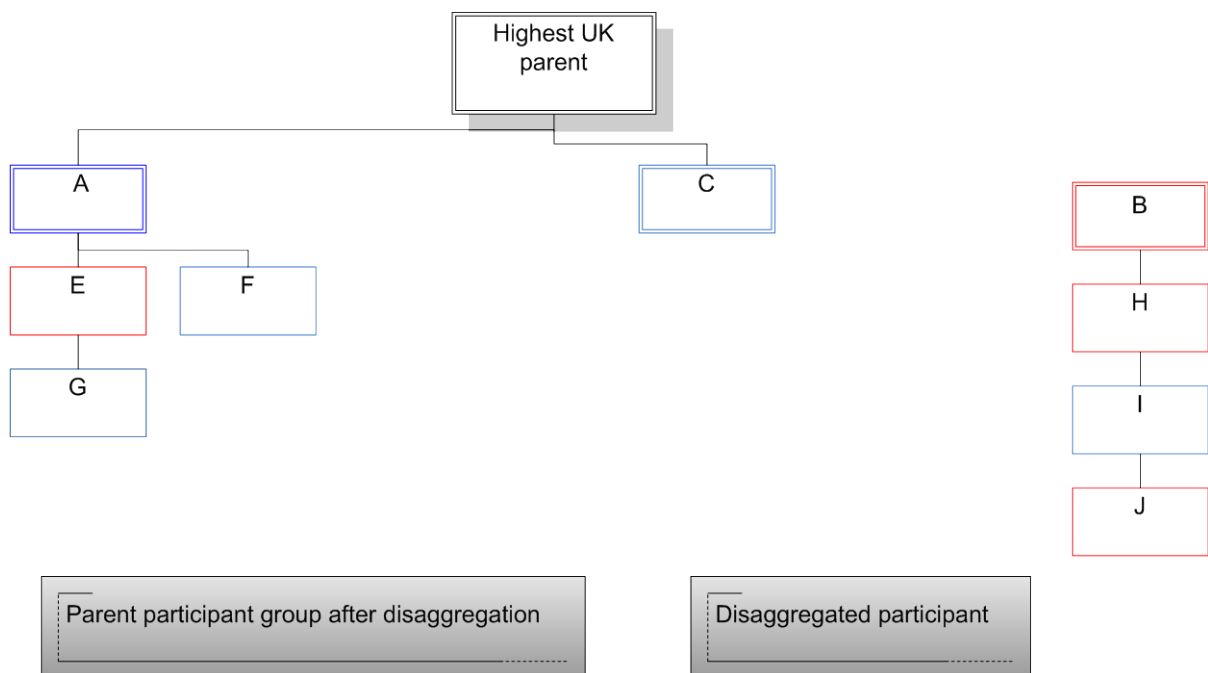 Highest UK
parent
A
C
B
E
F
H
G
I
J
Parent participant group after disaggregation
Disaggregated participant